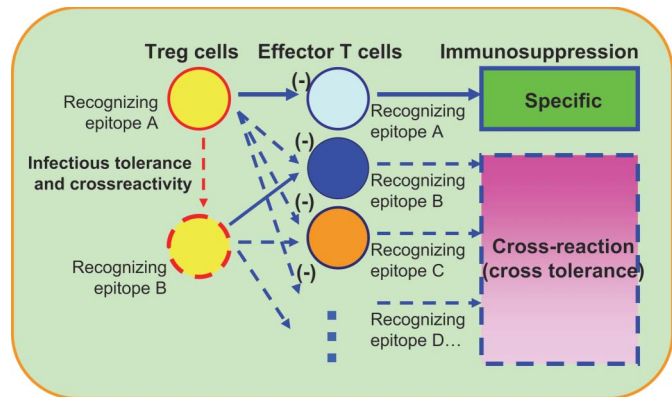 Treg cells
Effector T cells
Immunosuppression
Recognizing
epitope A
(-)
Recognizing
epitope A
Specific
Infectious tolerance
and crossreactivity
(-)
Recognizing
epitope B
Recognizing
epitope B
(-)
Recognizing
epitope C
Cross-reaction
(cross tolerance)
(-)
Recognizing
epitope D...